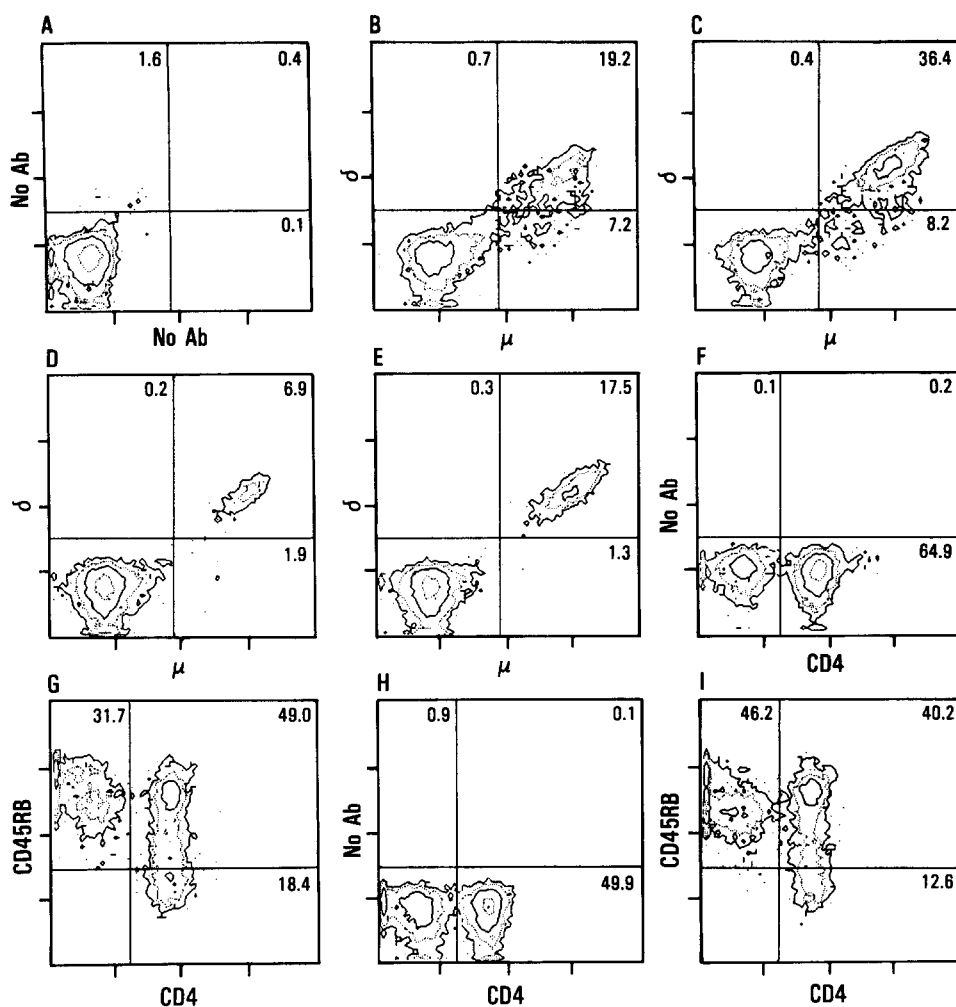 A
1.6
0.4
No Ab
0.1
No Ab
B
0.7
19.2
δ
7.2
μ
C
0.4
36.4
δ
8.2
μ
D
0.2
6.9
δ
1.9
μ
E
0.3
17.5
δ
1.3
μ
F
0.1
0.2
No Ab
64.9
CD4
G
31.7
49.0
CD45RB
18.4
CD4
H
0.9
0.1
No Ab
49.9
CD4
I
46.2
40.2
CD45RB
12.6
CD4